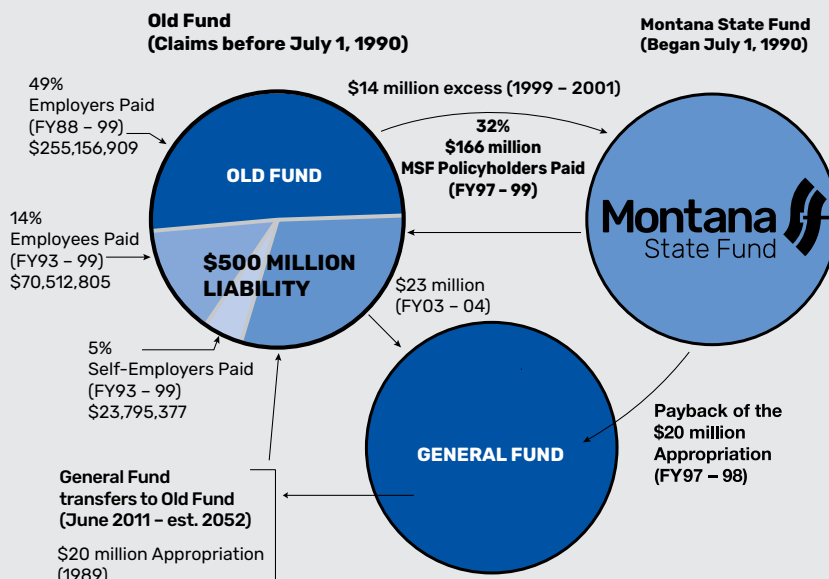 Old Fund
(Claims before July 1, 1990)
Montana State Fund
(Began July 1, 1990)
49%
Employers Paid
(FY88 – 99)
$255,156,909
$14 million excess (1999 – 2001)
32%
$166 million
MSF Policyholders Paid
(FY97 – 99)
OLD FUND
Montana
State Fund
14%
Employees Paid
(FY93 – 99)
$70,512,805
$500 MILLION
LIABILITY
$23 million
(FY03 – 04)
5%
Self-Employers Paid
(FY93 – 99)
$23,795,377
GENERAL FUND
Payback of the
$20 million
Appropriation
(FY97 – 98)
General Fund
transfers to Old Fund
(June 2011 – est. 2052)
$20 million Appropriation
(1989)